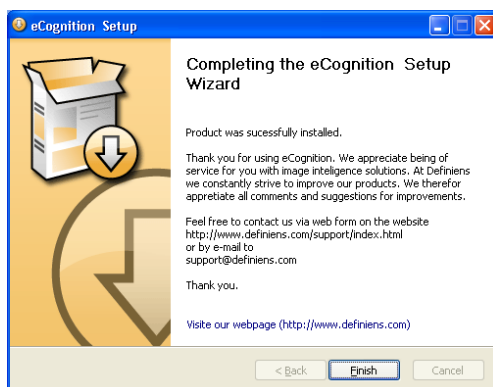 eCognition Setup
Completing the eCognition Setup
Wizard
Product was sucessfully installed.
Thank you for using eCognition. We appreciate being of
service for you with image inteligence solutions. At Definiens
we constantly strive to improve our products. We therefor
appretiate all comments and suggestions for improvements.
Feel free to contact us via web form on the website
http://www.definiens.com/support/index.html
or by e-mail to
support@definiens.com
Thank you.
Visite our webpage (http://www.definiens.com)
< Back Finish Cancel